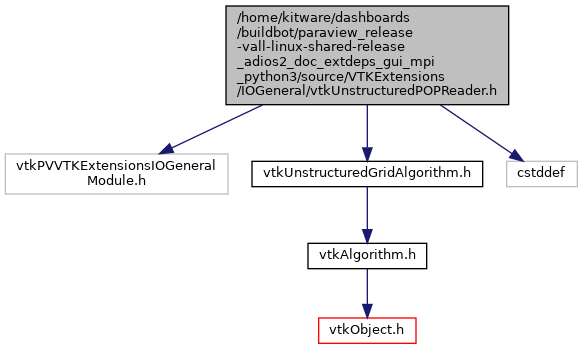 /home/kitware/dashboards
/buildbot/paraview_release
-vall-linux-shared-release
_adios2_doc_extdeps_gui_mpi
_python3/source/VTKExtensions
/IOGeneral/vtkUnstructuredPOPReader.h
vtkPVVTKExtensionsIOGeneral
Module.h
vtkUnstructuredGridAlgorithm.h
cstddef
vtkAlgorithm.h
vtkObject.h